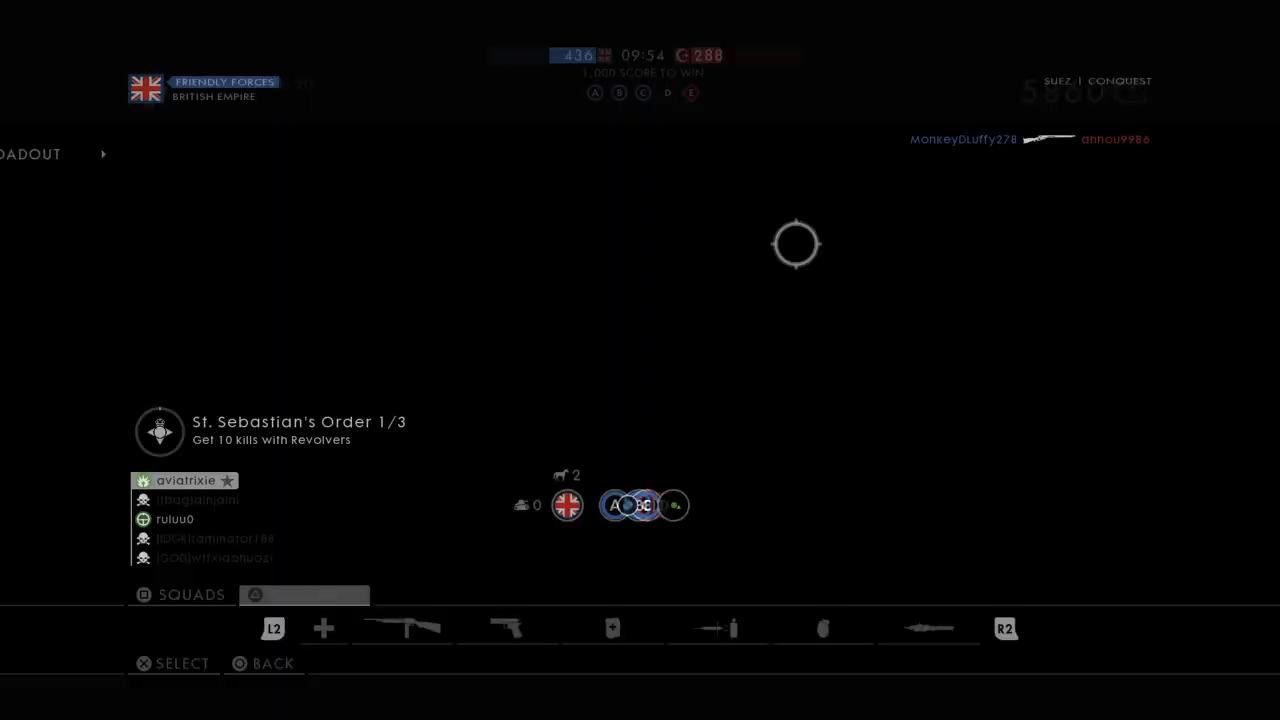 436 09:54 288
1,000 SCORE TO WIN
A B C D E
FRIENDLY FORCES
BRITISH EMPIRE
SUEZ | CONQUEST
5880
MonkeyDLuffy278 annou9986
OADOUT
St. Sebastian's Order 1/3
Get 10 kills with Revolvers
aviatrixie
ruluu0
2
0
A E
SQUADS
L2 R2
SELECT BACK